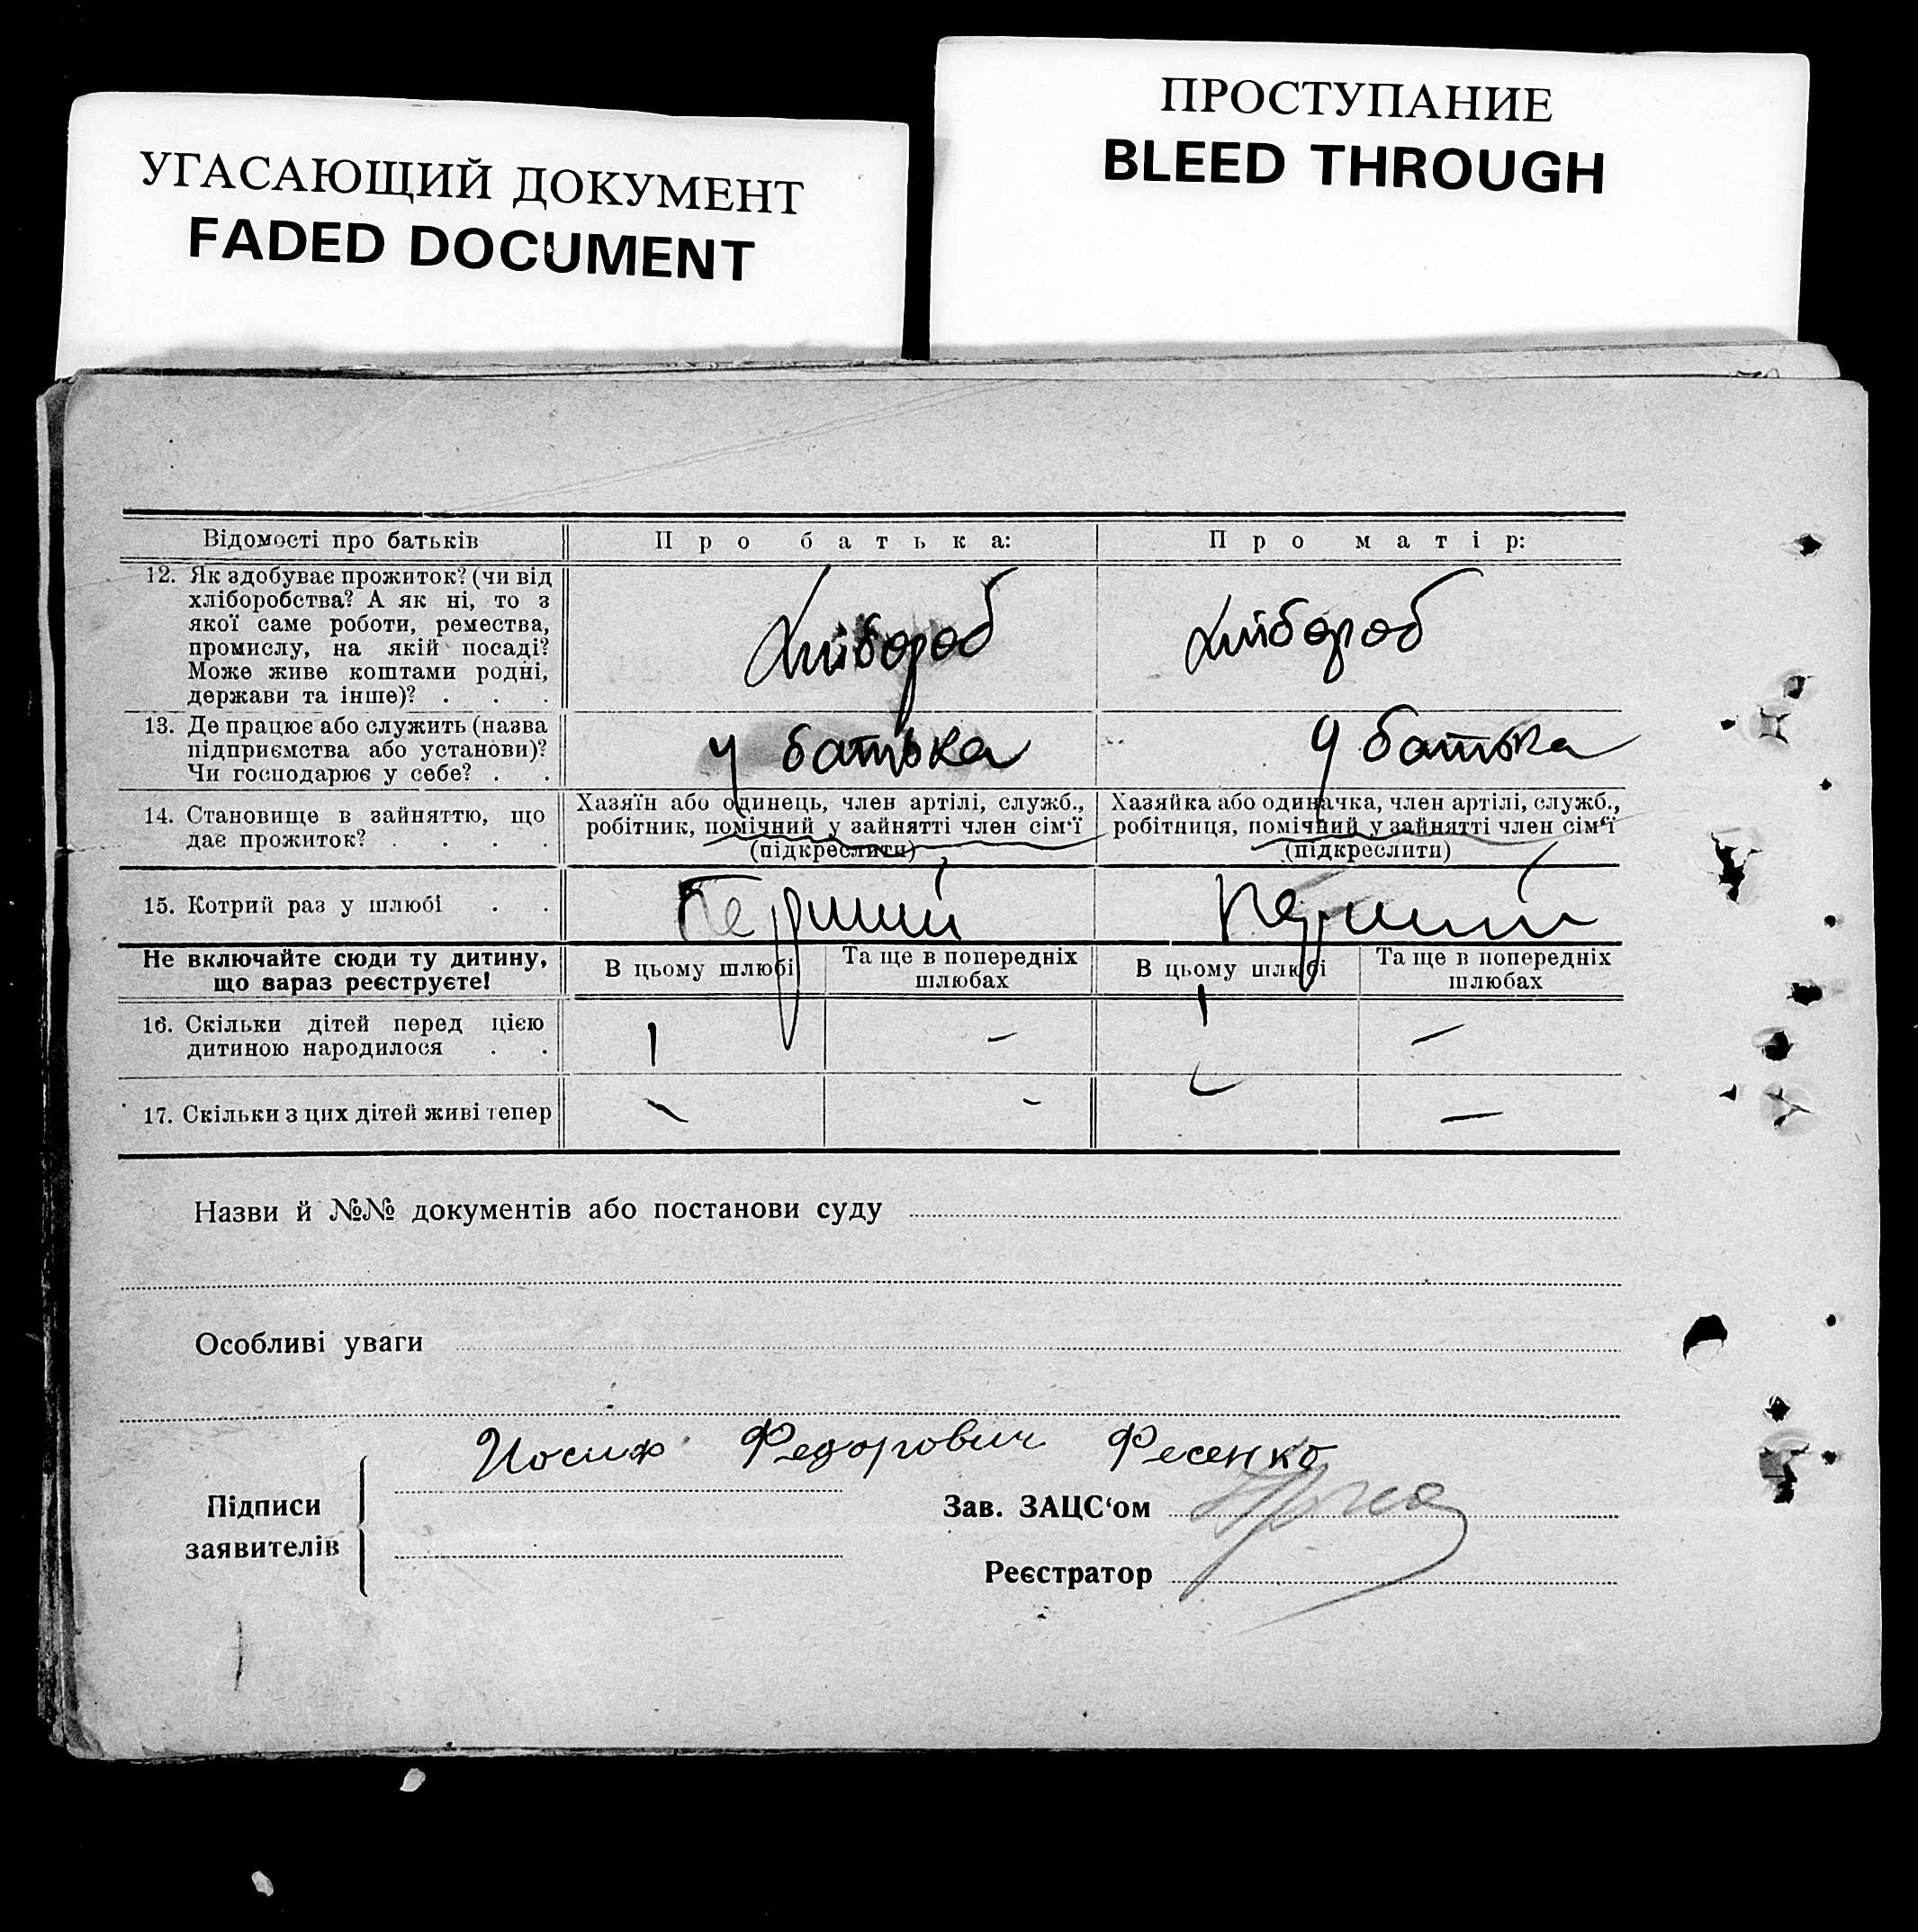 УГАСАЮЩИЙ ДОКУМЕНТ
FADED DOCUMENT
ПРОСТУПАНИЕ
BLEED THROUGH
Відомості про батьків
Про батька:
Про матір:
12. Як здобуває прожиток? (чи від
хліборобства? А як ні, то з
якої саме роботи, ремества,
промислу, на якій посаді?
Може живе коштами родні,
держави та інше)? . . .
Хлібороб
Хлібороб
13. Де працює або служить (назва
підприємства або установи)?
Чи господарює у себе? . .
у батька
у батька
14. Становище в зайняттю, що
дає прожиток? . . . .
Хазяїн або одинець, член артілі, служб.,
робітник, помічний у зайнятті член сім‘ї
(підкреслити)
Хазяйка або одиначка, член артілі, служб.,
робітниця, помічний у зайнятті член сім‘ї
(підкреслити)
15. Котрий раз у шлюбі . .
Перший
Перший
Не включайте сюди ту дитину,
що вараз реєструєте!
В цьому шлюбі
Та ще в попередніх
шлюбах
В цьому шлюбі
Та ще в попередніх
шлюбах
16. Скільки дітей перед цією
дитиною народилося . .
1
—
1
—
17. Скільки з цих дітей живі тепер
-
-
—
Назви й №№ документів або постанови суду
Особливі уваги
Иосиф Федорович Фесенко
Підписи
заявителів
Зав. ЗАЦС‘ом
Реєстратор